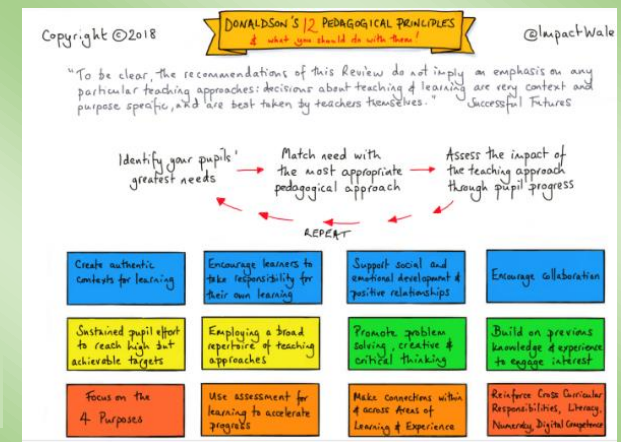 Copyright ©2018
DONALDSON'S 12 PEDAGOGICAL PRINCIPLES
& what you should do with them!
@ImpactWale
"To be clear, the recommendations of this Review do not imply an emphasis on any
particular teaching approaches: decisions about teaching & learning are very context and
purpose specific, and are best taken by teachers themselves." Successful Futures
Identify your pupils'
greatest needs
Match need with
the most appropriate
pedagogical approach
Assess the impact of
the teaching approach
through pupil progress
REPEAT
Create authentic
contexts for learning
Encourage learners to
take responsibility for
their own learning
Support social and
emotional development &
positive relationships
Encourage collaboration
Sustained pupil effort
to reach high but
achievable targets
Employing a broad
repertoire of teaching
approaches
Promote problem
solving, creative &
critical thinking
Build on previous
knowledge & experience
to engage interest
Focus on the
4 Purposes
Use assessment for
learning to accelerate
progress
Make connections within
& across Areas of
Learning & Experience
Reinforce Cross Curricular
Responsibilities, Literacy,
Numeracy, Digital Competence